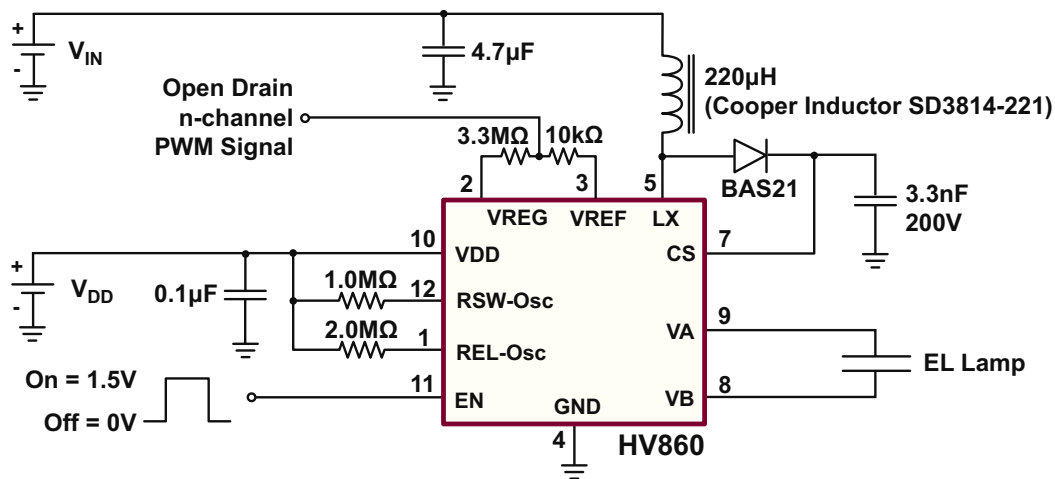 +
V_IN
-
4.7µF
220µH
(Cooper Inductor SD3814-221)
Open Drain
n-channel
PWM Signal
3.3MΩ
10kΩ
2
3
5
BAS21
3.3nF
200V
VREG
VREF
LX
10
VDD
CS
7
+
V_DD
-
0.1µF
1.0MΩ
12
RSW-Osc
2.0MΩ
1
REL-Osc
VA
9
EL Lamp
On = 1.5V
Off = 0V
11
EN
GND
VB
8
4
HV860